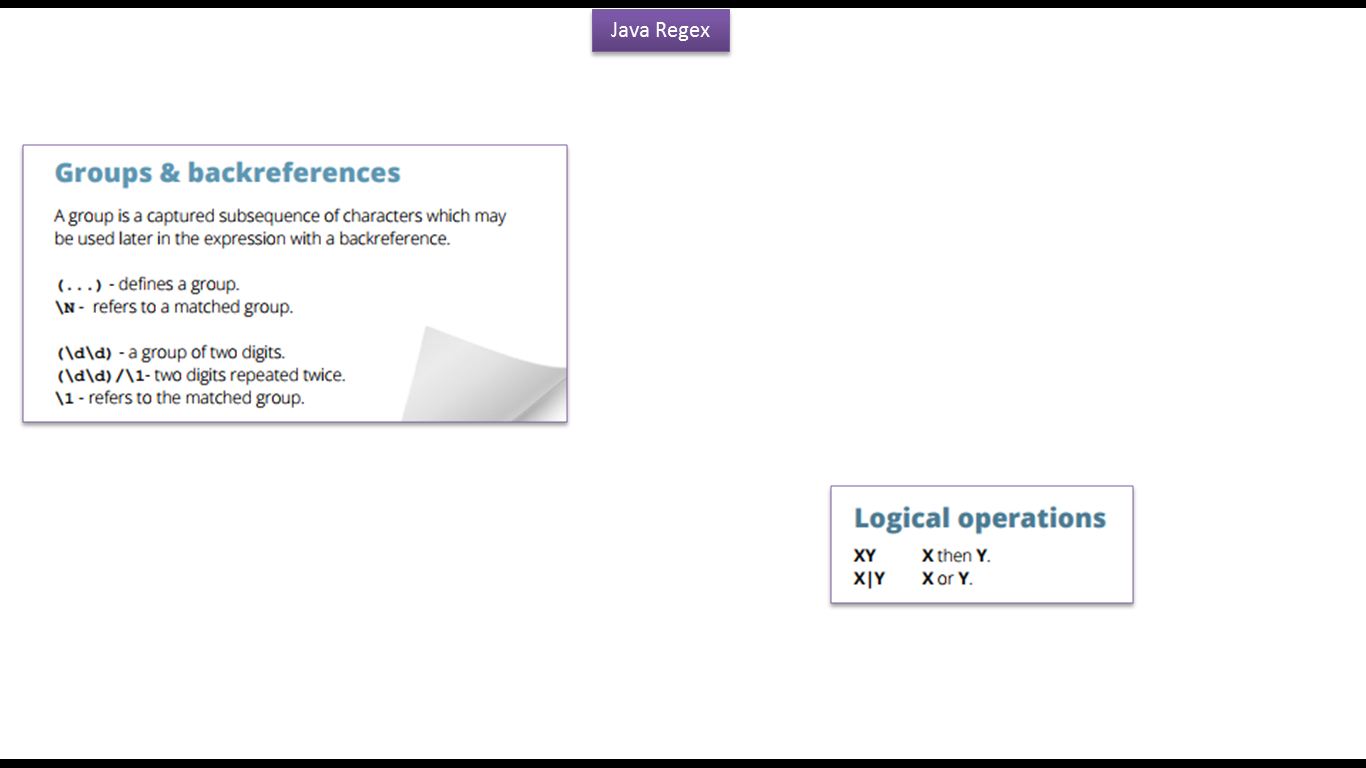 Java Regex
Groups & backreferences
A group is a captured subsequence of characters which may
be used later in the expression with a backreference.
(...) - defines a group.
\N - refers to a matched group.
(\d\d) - a group of two digits.
(\d\d)/\1- two digits repeated twice.
\1 - refers to the matched group.
Logical operations
XY X then Y.
X|Y X or Y.